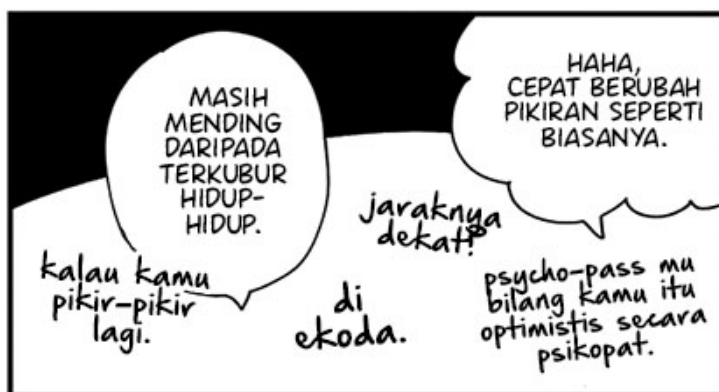 MASIH
MENDING
DARIPADA
TERKUBUR
HIDUP-
HIDUP.
kalau kamu
pikir-pikir
lagi.
jaraknya
dekat!?
di
ekoda.
HAHA,
CEPAT BERUBAH
PIKIRAN SEPERTI
BIASANYA.
psycho-pass mu
bilang kamu itu
optimistis secara
psikopat.